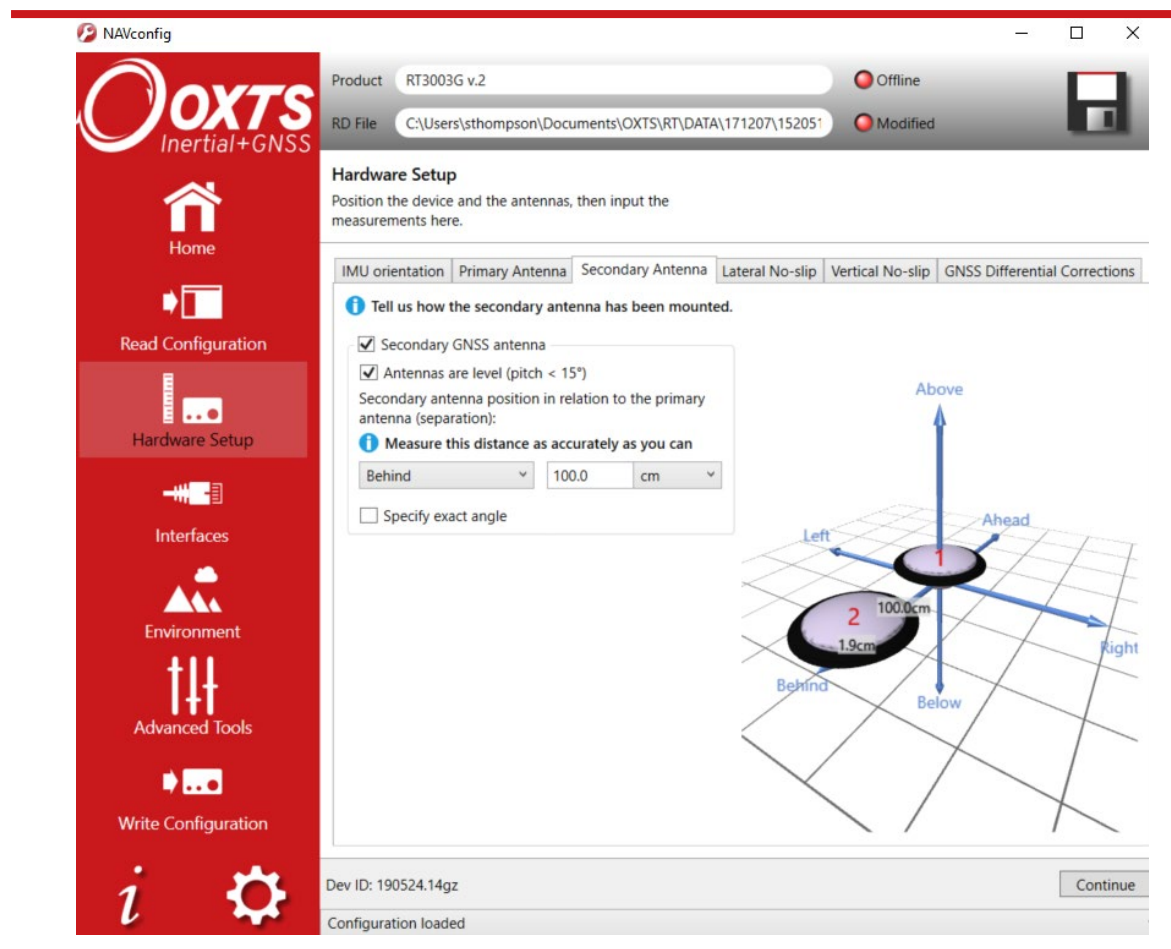 NAVconfig
OXTS
Inertial+GNSS
Product RT3003G v.2 Offline
RD File C:\Users\sthompson\Documents\OXTS\RT\DATA\171207\152051 Modified
Hardware Setup
Position the device and the antennas, then input the
measurements here.
Home
Read Configuration
Hardware Setup
Interfaces
Environment
Advanced Tools
Write Configuration
i
IMU orientation Primary Antenna Secondary Antenna Lateral No-slip Vertical No-slip GNSS Differential Corrections
i Tell us how the secondary antenna has been mounted.
Secondary GNSS antenna
Antennas are level (pitch < 15°)
Secondary antenna position in relation to the primary
antenna (separation):
i Measure this distance as accurately as you can
Behind 100.0 cm
Specify exact angle
Above
Ahead
Left
1
100.0cm
2
1.9cm
Right
Behind
Below
Dev ID: 190524.14gz Continue
Configuration loaded